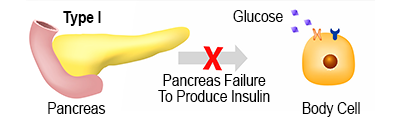 Type I
Glucose
X
Pancreas Failure
To Produce Insulin
Pancreas
Body Cell